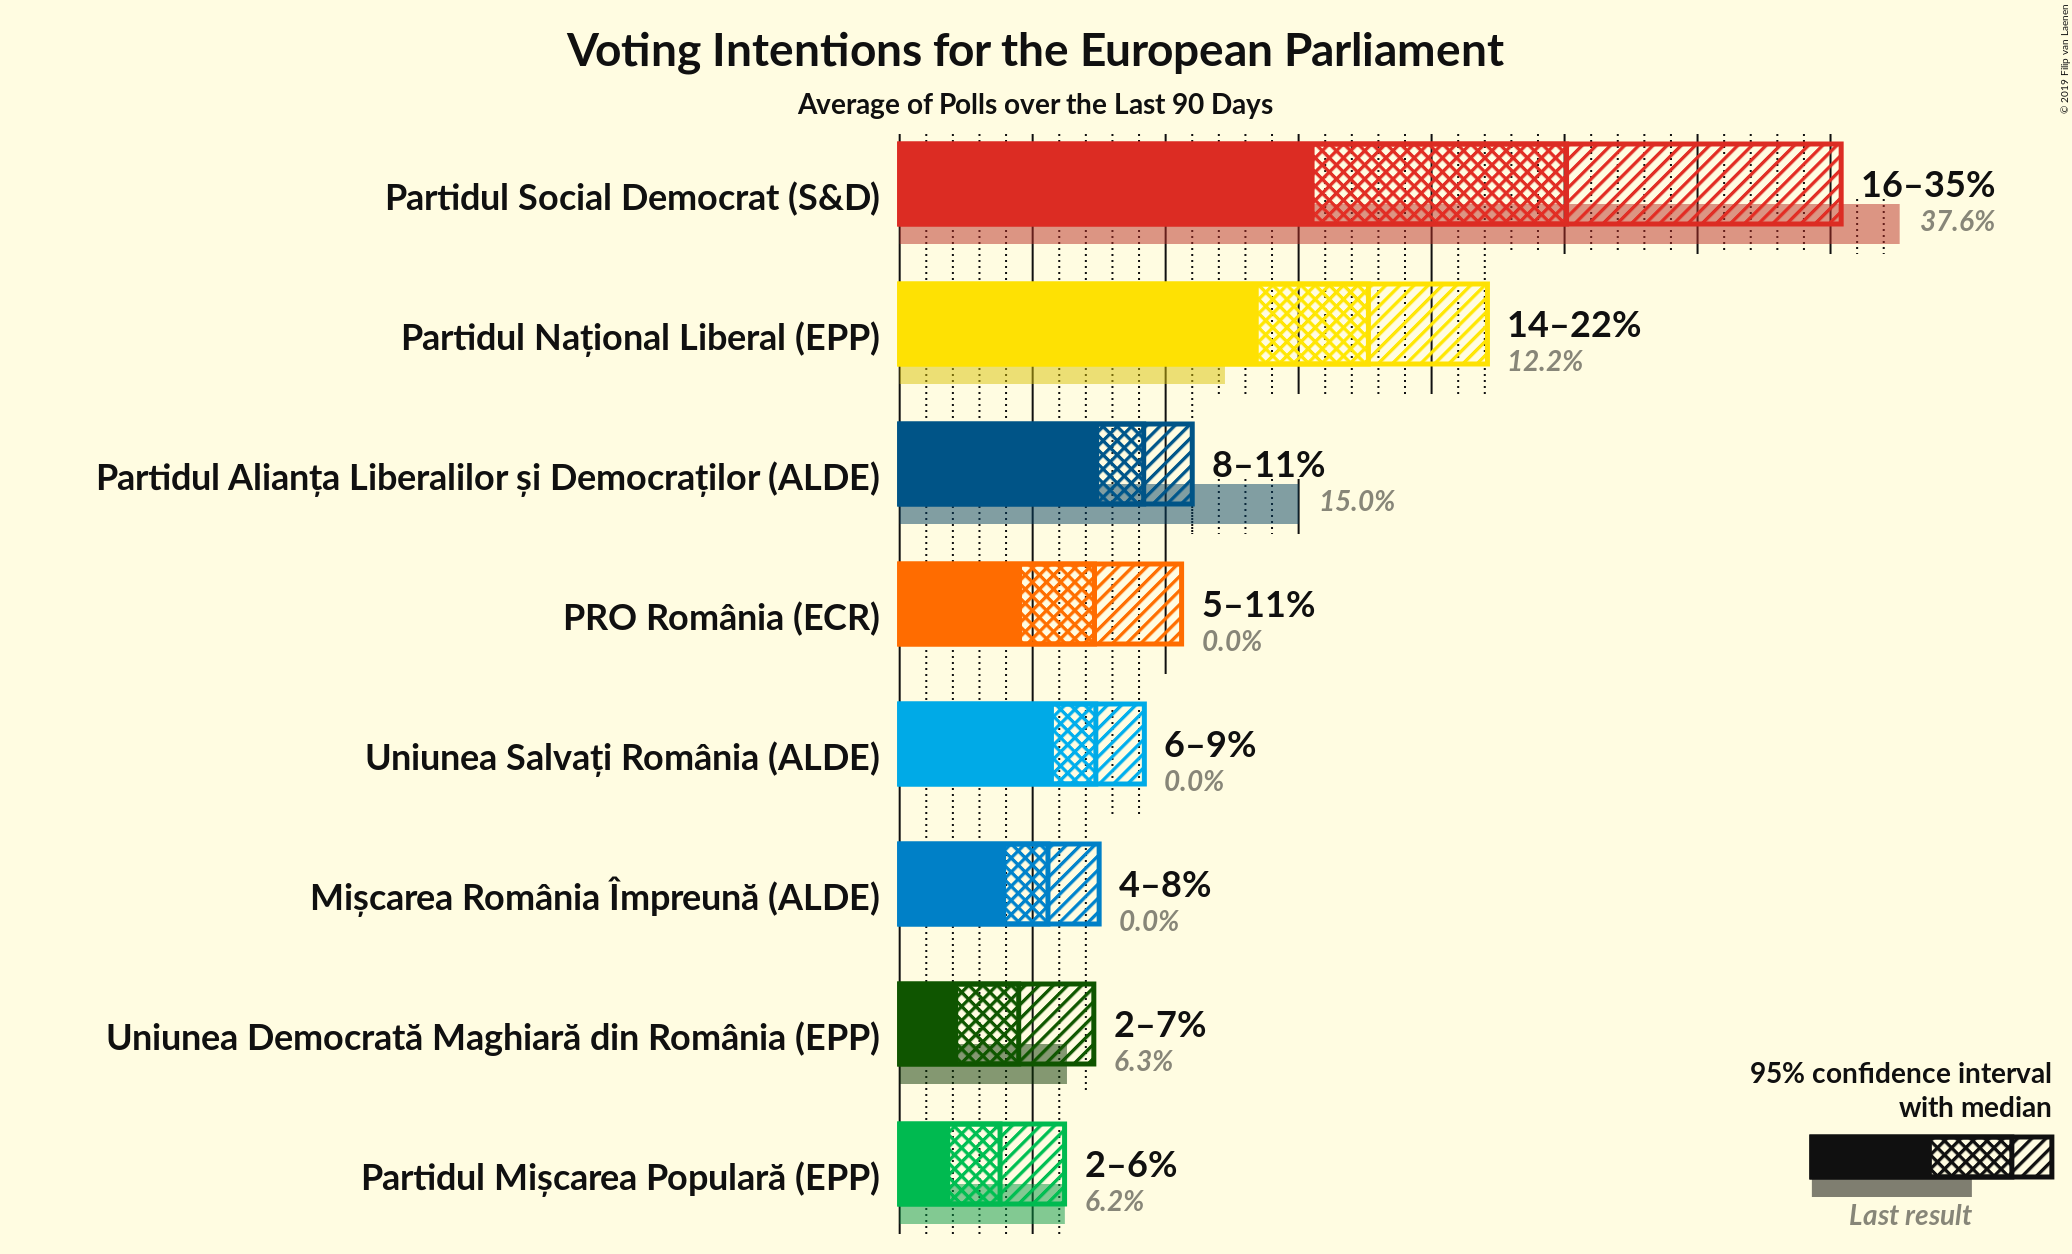 Voting Intentions for the European Parliament
Average of Polls over the Last 90 Days
© 2019 Filip van Laenen
Partidul Social Democrat (S&D)
16–35%
37.6%
Partidul Național Liberal (EPP)
14–22%
12.2%
Partidul Alianța Liberalilor și Democraților (ALDE)
8–11%
15.0%
PRO România (ECR)
5–11%
0.0%
Uniunea Salvați România (ALDE)
6–9%
0.0%
Mișcarea România Împreună (ALDE)
4–8%
0.0%
Uniunea Democrată Maghiară din România (EPP)
2–7%
6.3%
Partidul Mișcarea Populară (EPP)
2–6%
6.2%
95% confidence interval
with median
Last result